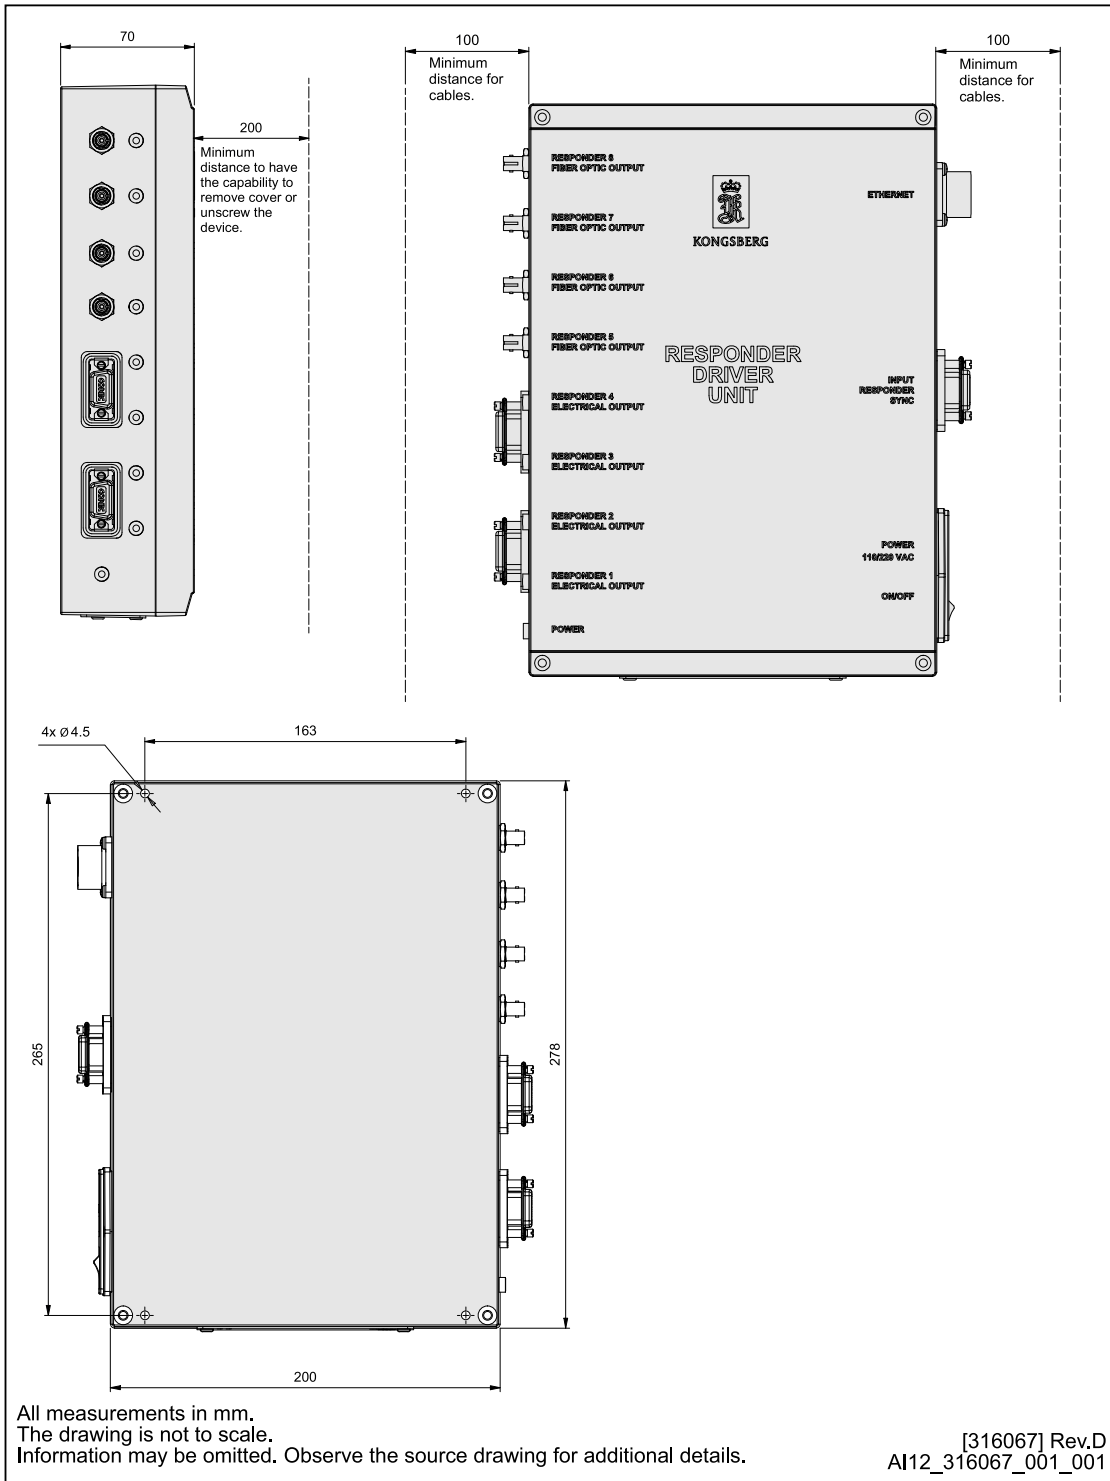 70
200
Minimum
distance to have
the capability to
remove cover or
unscrew the
device.
100
Minimum
distance for
cables.
100
Minimum
distance for
cables.
RESPONDER 8
FIBER OPTIC OUTPUT
RESPONDER 7
FIBER OPTIC OUTPUT
RESPONDER 6
FIBER OPTIC OUTPUT
RESPONDER 5
FIBER OPTIC OUTPUT
RESPONDER 4
ELECTRICAL OUTPUT
RESPONDER 3
ELECTRICAL OUTPUT
RESPONDER 2
ELECTRICAL OUTPUT
RESPONDER 1
ELECTRICAL OUTPUT
POWER
KONGSBERG
RESPONDER
DRIVER
UNIT
ETHERNET
INPUT
RESPONDER
SYNC
POWER
110/220 VAC
ON/OFF
4x Ø4.5
163
265
278
200
All measurements in mm.
The drawing is not to scale.
Information may be omitted. Observe the source drawing for additional details.
[316067] Rev.D
AI12_316067_001_001